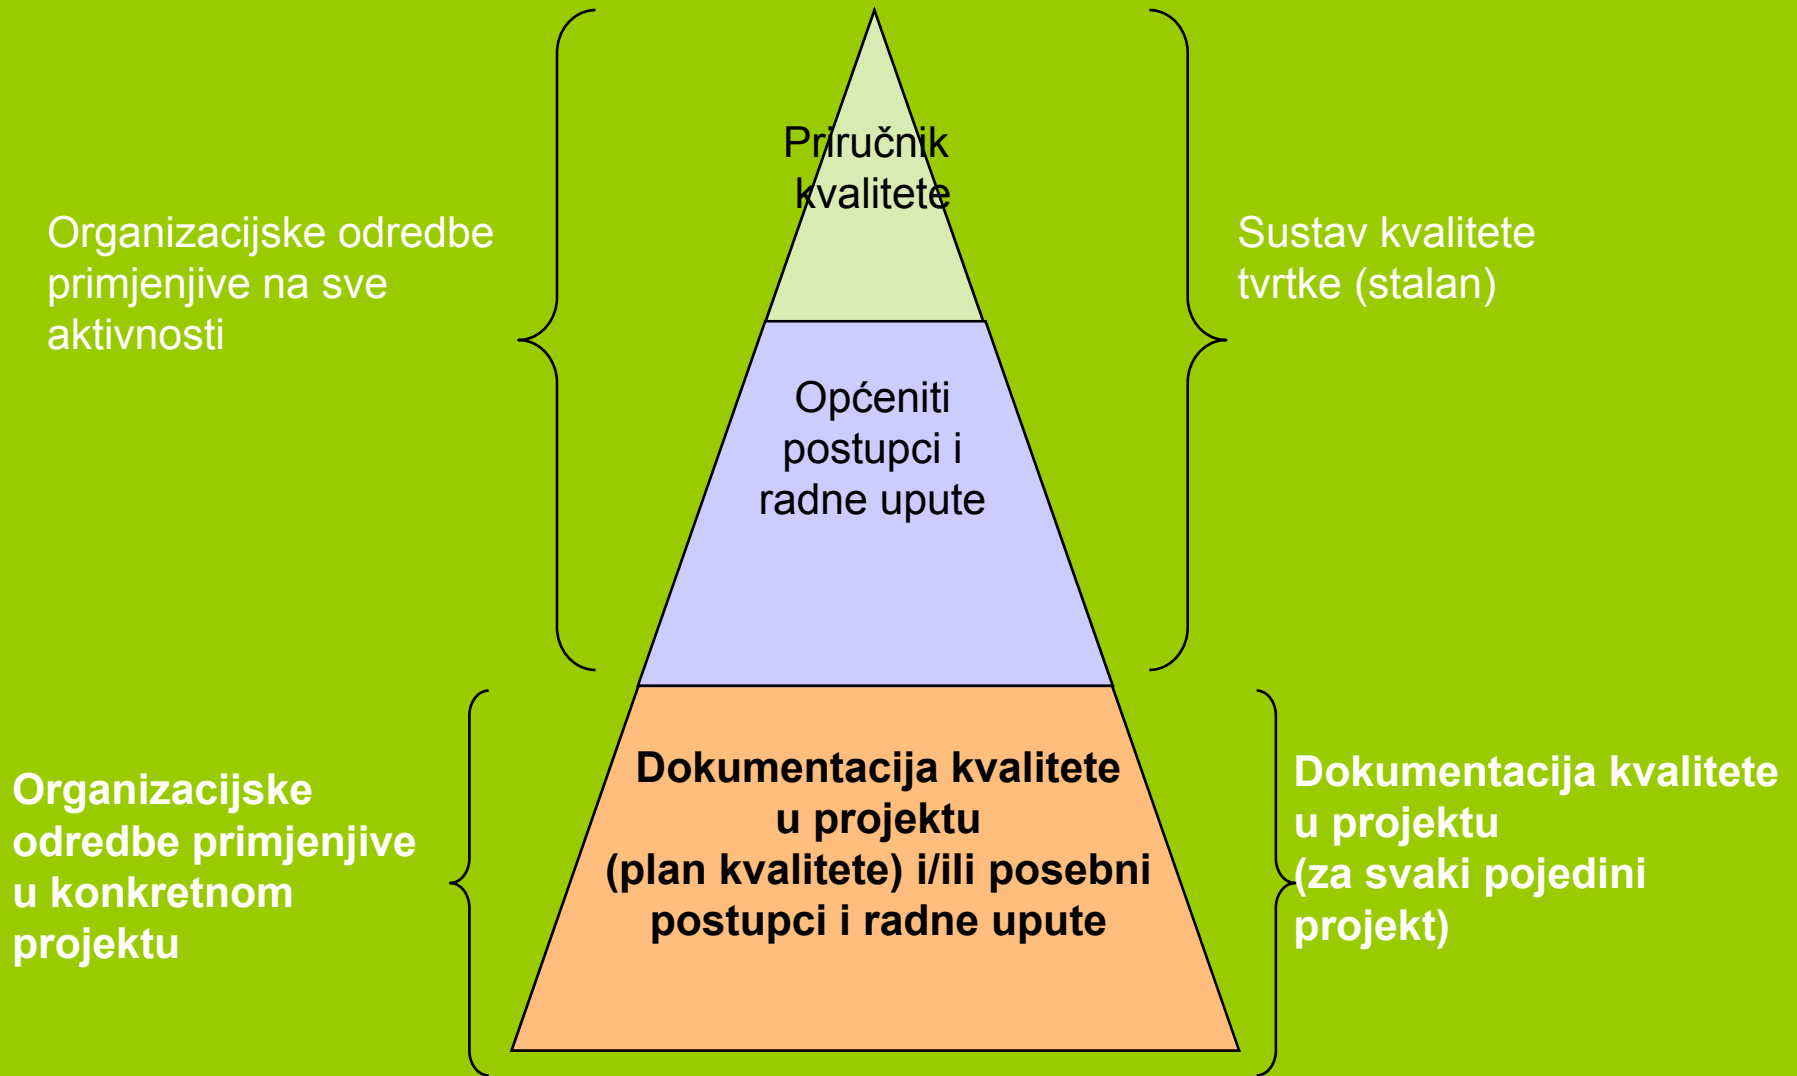 Priručnik
kvalitete
Organizacijske odredbe
primjenjive na sve
aktivnosti
Sustav kvalitete
tvrtke (stalan)
Općeniti
postupci i
radne upute
Organizacijske
odredbe primjenjive
u konkretnom
projektu
Dokumentacija kvalitete
u projektu
(plan kvalitete) i/ili posebni
postupci i radne upute
Dokumentacija kvalitete
u projektu
(za svaki pojedini
projekt)